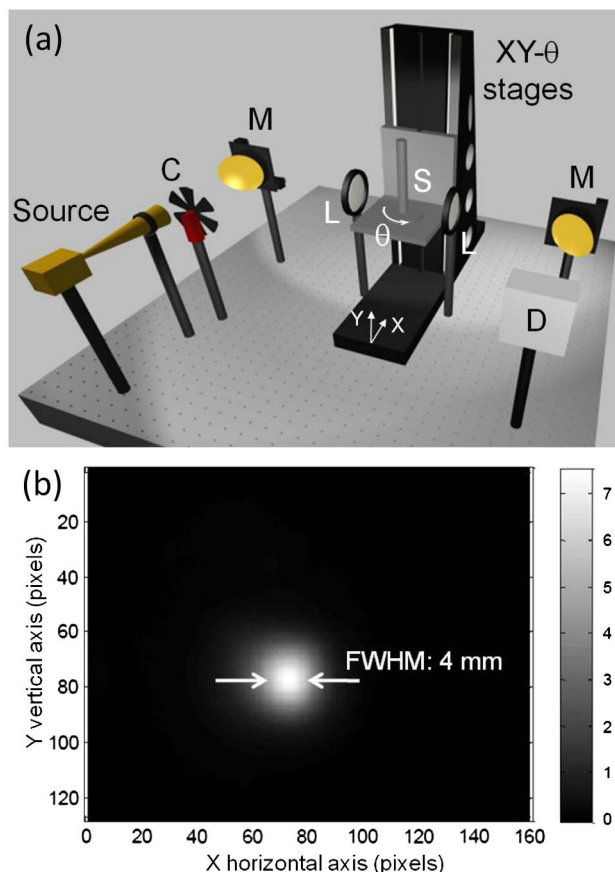 (a)
XY-θ
stages
M
C
Source
S
M
L
θ
L
D
Y
X
(b)
20
40
60
80
100
120
0
20
40
60
80
100
120
140
160
Y vertical axis (pixels)
X horizontal axis (pixels)
FWHM: 4 mm
7
6
5
4
3
2
1
0